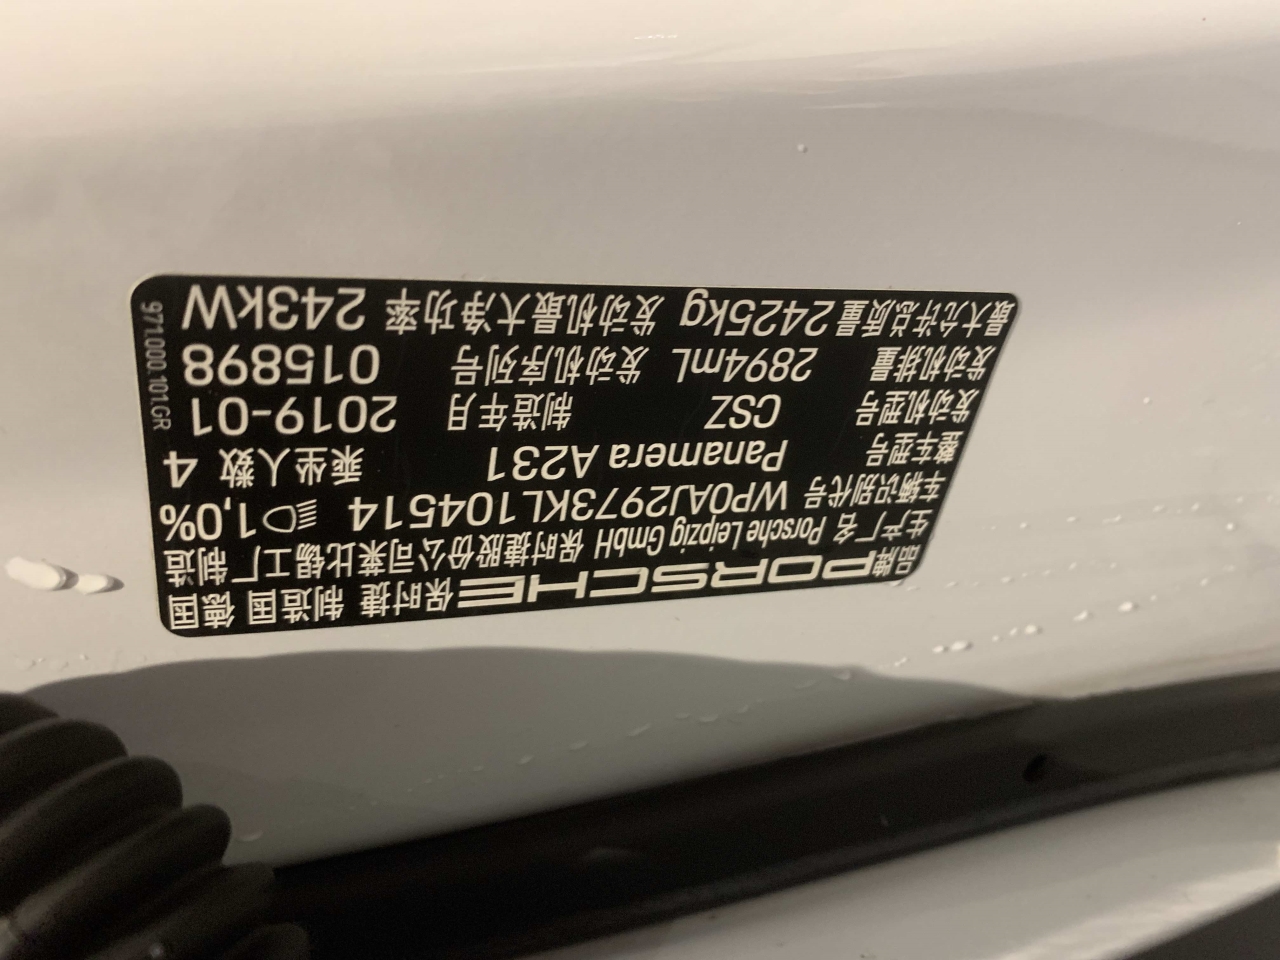 品牌 PORSCHE 保时捷 制造国 德国
生产厂名 Porsche Leipzig GmbH 保时捷股份公司莱比锡工厂 制造
车辆识别代号 WP0AJ2973KL104514 1,0%
整车型号 Panamera A231 乘坐人数 4
发动机型号 CSZ 制造年月 2019-01
发动机排量 2894mL 发动机序列号 015898
最大允许总质量 2425kg 发动机最大净功率 243kW
971.000.101.GR